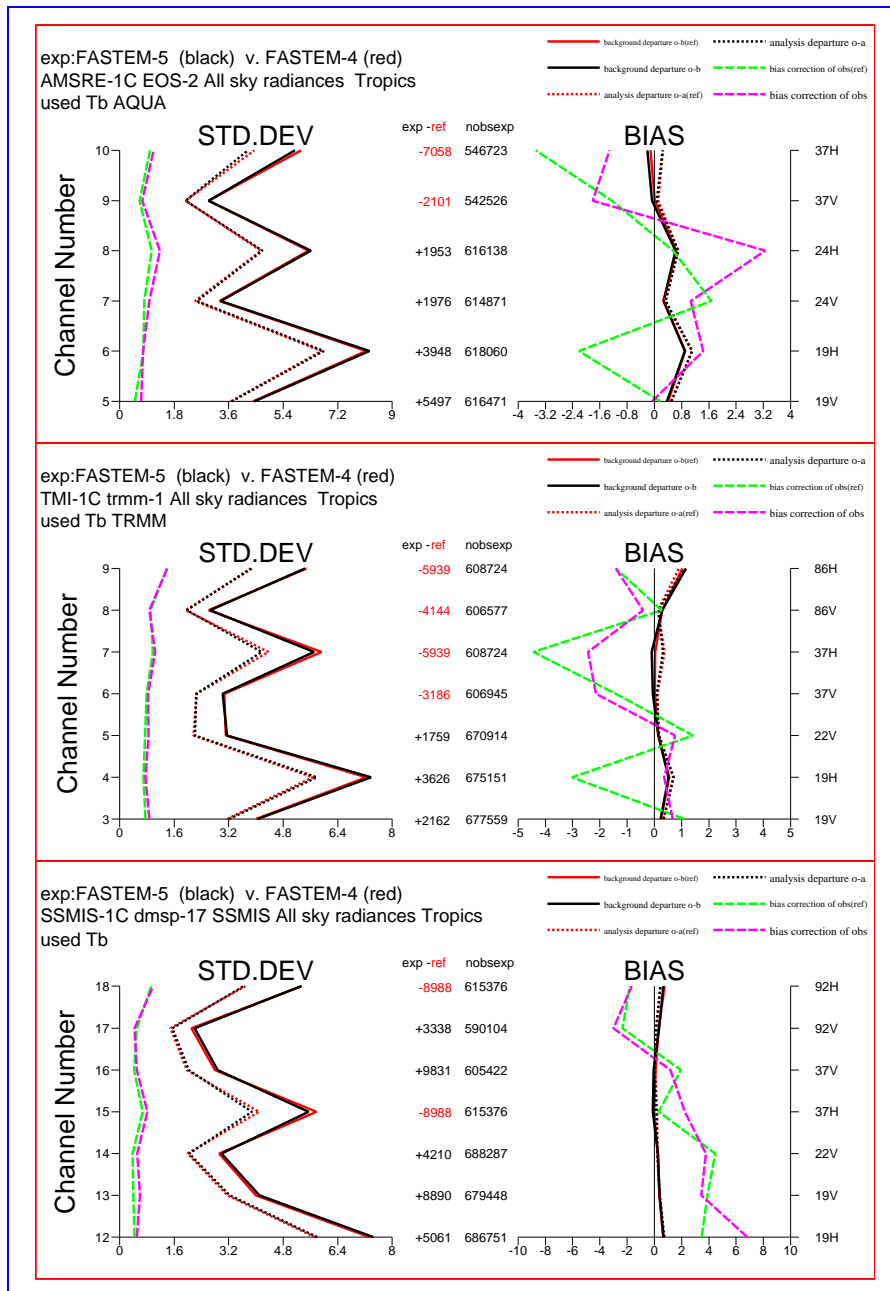 exp:FASTEM-5 (black) v. FASTEM-4 (red)
AMSRE-1C EOS-2 All sky radiances Tropics
used Tb AQUA
background departure o-b(ref)
analysis departure o-a
background departure o-b
bias correction of obs(ref)
analysis departure o-a(ref)
bias correction of obs
STD.DEV
exp -ref nobsexp
BIAS
Channel Number
10 -7058 546723 37H
9 -2101 542526 37V
8 +1953 616138 24H
7 +1976 614871 24V
6 +3948 618060 19H
5 +5497 616471 19V
0 1.8 3.6 5.4 7.2 9
-4 -3.2 -2.4 -1.6 -0.8 0 0.8 1.6 2.4 3.2 4
exp:FASTEM-5 (black) v. FASTEM-4 (red)
TMI-1C trmm-1 All sky radiances Tropics
used Tb TRMM
background departure o-b(ref)
analysis departure o-a
background departure o-b
bias correction of obs(ref)
analysis departure o-a(ref)
bias correction of obs
STD.DEV
exp -ref nobsexp
BIAS
Channel Number
9 -5939 608724 86H
8 -4144 606577 86V
7 -5939 608724 37H
6 -3186 606945 37V
5 +1759 670914 22V
4 +3626 675151 19H
3 +2162 677559 19V
0 1.6 3.2 4.8 6.4 8
-5 -4 -3 -2 -1 0 1 2 3 4 5
exp:FASTEM-5 (black) v. FASTEM-4 (red)
SSMIS-1C dmsp-17 SSMIS All sky radiances Tropics
used Tb
background departure o-b(ref)
analysis departure o-a
background departure o-b
bias correction of obs(ref)
analysis departure o-a(ref)
bias correction of obs
STD.DEV
exp -ref nobsexp
BIAS
Channel Number
18 -8988 615376 92H
17 +3338 590104 92V
16 +9831 605422 37V
15 -8988 615376 37H
14 +4210 688287 22V
13 +8890 679448 19V
12 +5061 686751 19H
0 1.6 3.2 4.8 6.4 8
-10 -8 -6 -4 -2 0 2 4 6 8 10